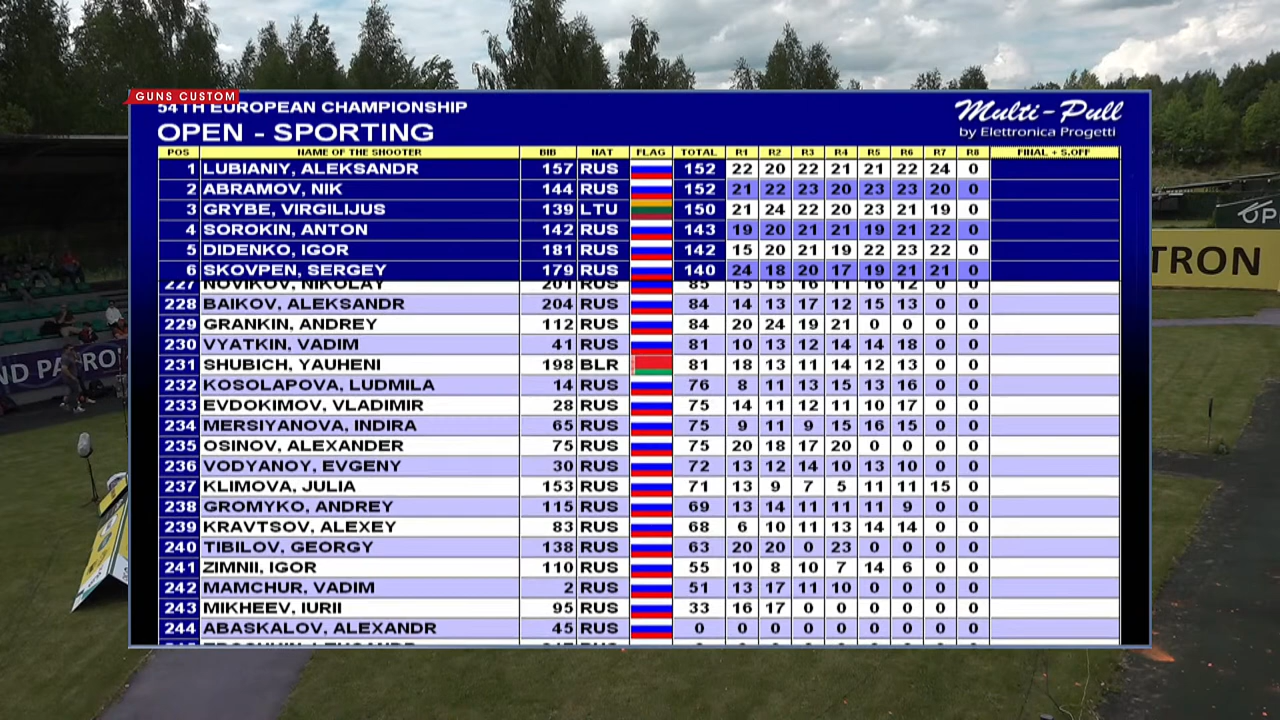 GUNS CUSTOM
54TH EUROPEAN CHAMPIONSHIP
OPEN - SPORTING
Multi-Pull
by Elettronica Progetti
POS NAME OF THE SHOOTER BIB NAT FLAG TOTAL R1 R2 R3 R4 R5 R6 R7 R8 FINAL + S.OFF
1 LUBIANIY, ALEKSANDR 157 RUS 152 22 20 22 21 21 22 24 0
2 ABRAMOV, NIK 144 RUS 152 21 22 23 20 23 23 20 0
3 GRYBE, VIRGILIJUS 139 LTU 150 21 24 22 20 23 21 19 0
4 SOROKIN, ANTON 142 RUS 143 19 20 21 21 19 21 22 0
5 DIDENKO, IGOR 181 RUS 142 15 20 21 19 22 23 22 0
6 SKOVPEN, SERGEY 179 RUS 140 24 18 20 17 19 21 21 0
227 NOVIKOV, NIKOLAY 201 RUS 85 15 15 16 11 16 12 0 0
228 BAIKOV, ALEKSANDR 204 RUS 84 14 13 17 12 15 13 0 0
229 GRANKIN, ANDREY 112 RUS 84 20 24 19 21 0 0 0 0
230 VYATKIN, VADIM 41 RUS 81 10 13 12 14 14 18 0 0
231 SHUBICH, YAUHENI 198 BLR 81 18 13 11 14 12 13 0 0
232 KOSOLAPOVA, LUDMILA 14 RUS 76 8 11 13 15 13 16 0 0
233 EVDOKIMOV, VLADIMIR 28 RUS 75 14 11 12 11 10 17 0 0
234 MERSIYANOVA, INDIRA 65 RUS 75 9 11 9 15 16 15 0 0
235 OSINOV, ALEXANDER 75 RUS 75 20 18 17 20 0 0 0 0
236 VODYANOY, EVGENY 30 RUS 72 13 12 14 10 13 10 0 0
237 KLIMOVA, JULIA 153 RUS 71 13 9 7 5 11 11 15 0
238 GROMYKO, ANDREY 115 RUS 69 13 14 11 11 11 9 0 0
239 KRAVTSOV, ALEXEY 83 RUS 68 6 10 11 13 14 14 0 0
240 TIBILOV, GEORGY 138 RUS 63 20 20 0 23 0 0 0 0
241 ZIMNII, IGOR 110 RUS 55 10 8 10 7 14 6 0 0
242 MAMCHUR, VADIM 2 RUS 51 13 17 11 10 0 0 0 0
243 MIKHEEV, IURII 95 RUS 33 16 17 0 0 0 0 0 0
244 ABASKALOV, ALEXANDR 45 RUS 0 0 0 0 0 0 0 0 0
OP
TRON
ND PATRON